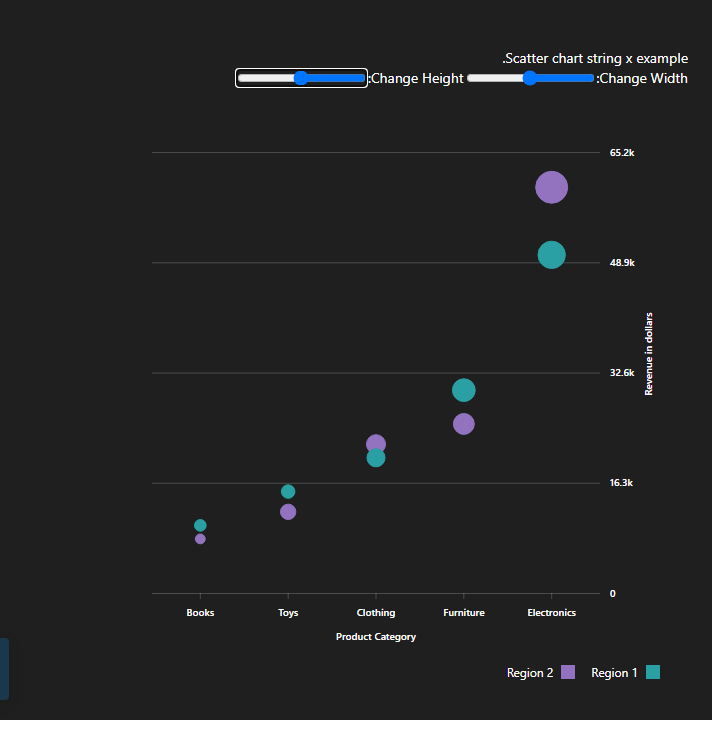 .Scatter chart string x example
:Change Width :Change Height
65.2k
48.9k
32.6k
16.3k
0
Revenue in dollars
Books Toys Clothing Furniture Electronics
Product Category
Region 2 Region 1